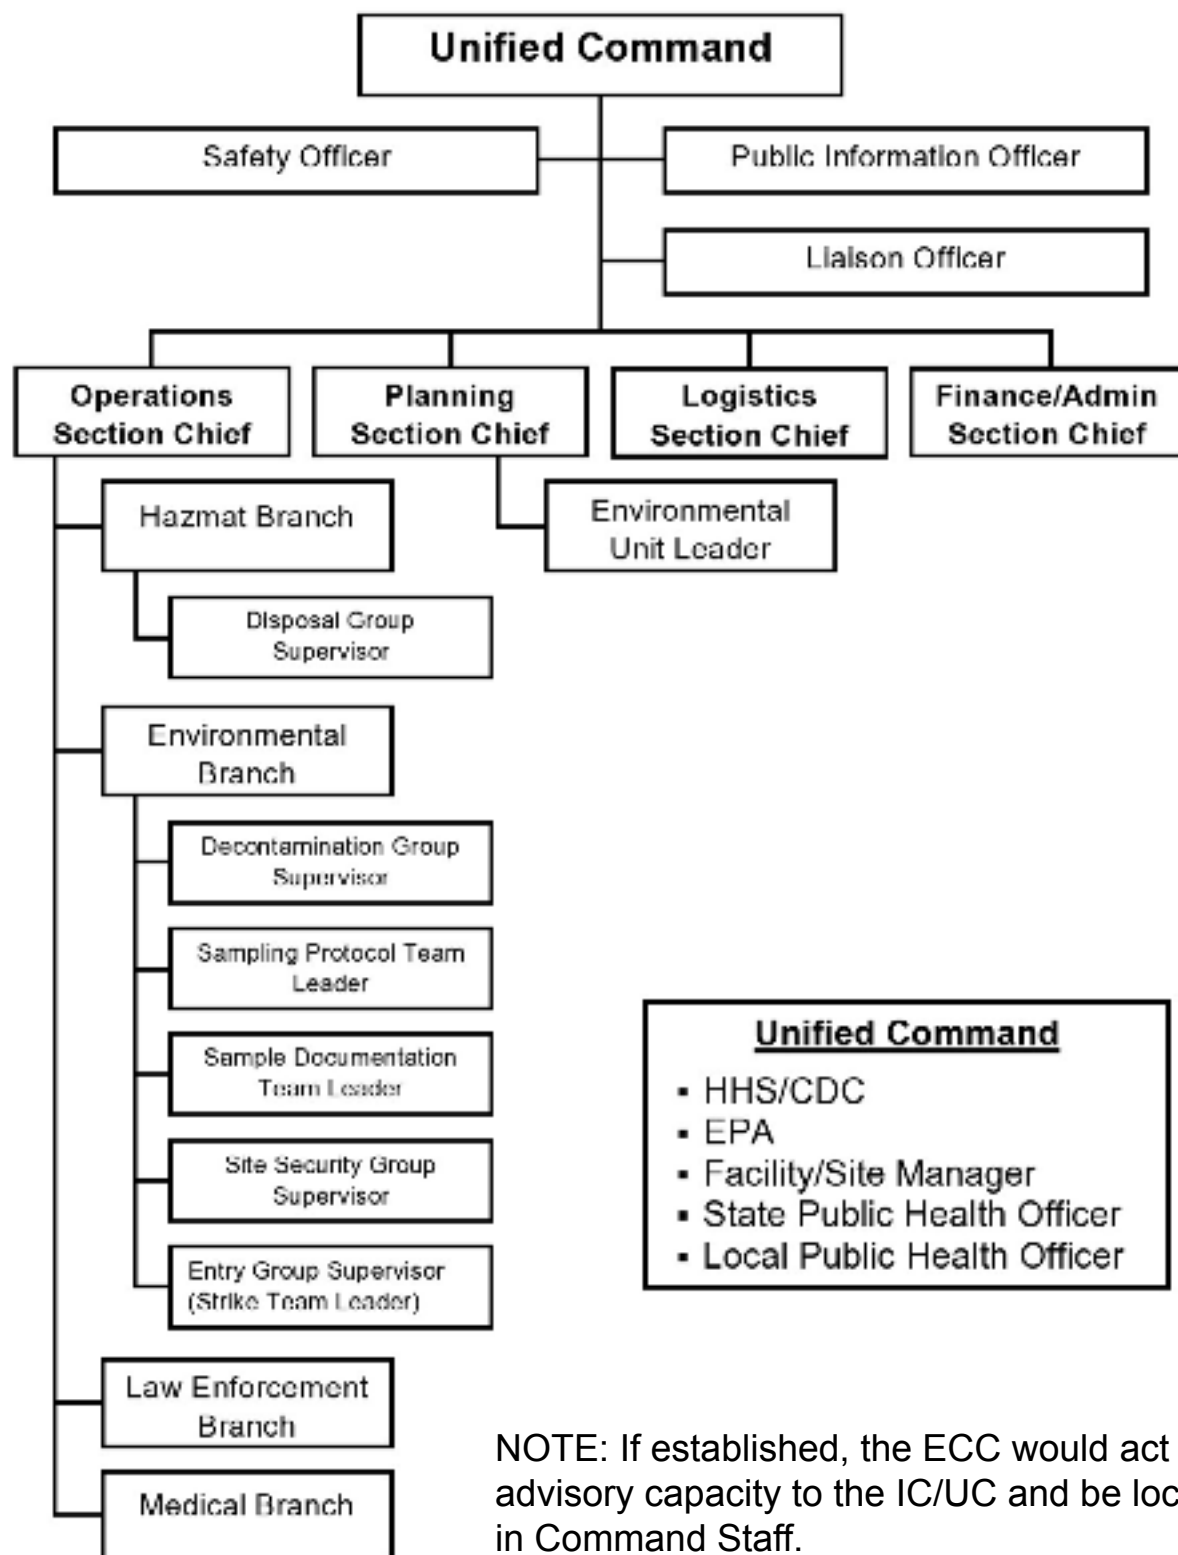 Unified Command
Safety Officer
Public Information Officer
Liaison Officer
Operations
Section Chief
Planning
Section Chief
Logistics
Section Chief
Finance/Admin
Section Chief
Hazmat Branch
Environmental
Unit Leader
Disposal Group
Supervisor
Environmental
Branch
Decontamination Group
Supervisor
Sampling Protocol Team
Leader
Sample Documentation
Team Leader
Site Security Group
Supervisor
Entry Group Supervisor
(Strike Team Leader)
Law Enforcement
Branch
Medical Branch
Unified Command
▪ HHS/CDC
▪ EPA
▪ Facility/Site Manager
▪ State Public Health Officer
▪ Local Public Health Officer
NOTE: If established, the ECC would act
advisory capacity to the IC/UC and be
in Command Staff.